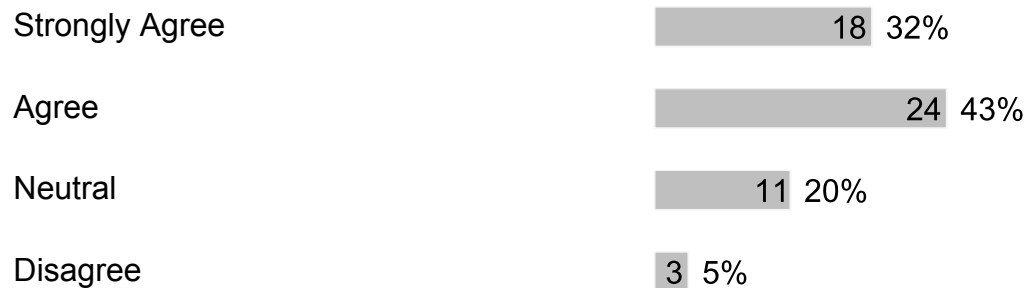 Strongly Agree 18 32%
Agree 24 43%
Neutral 11 20%
Disagree 3 5%